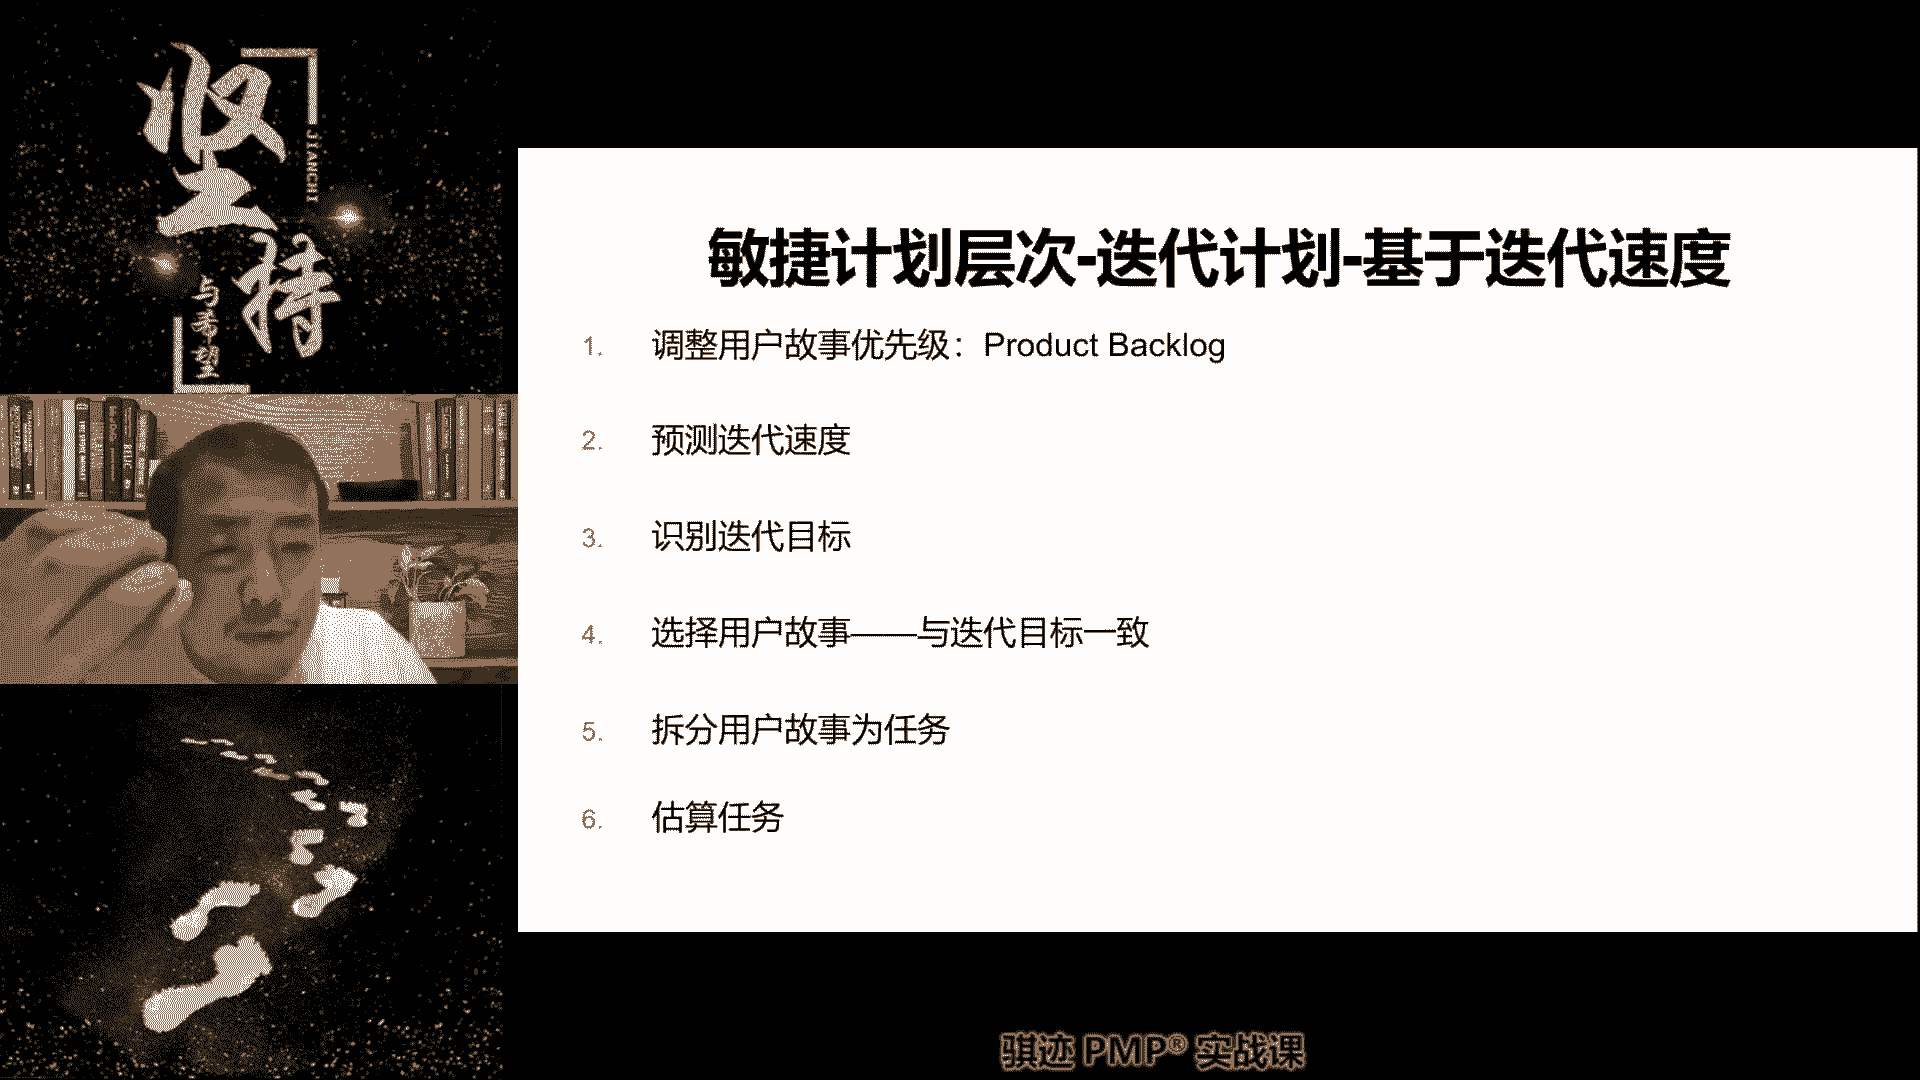 坚持
JIANCHI
与希望
敏捷计划层次-迭代计划-基于迭代速度
1. 调整用户故事优先级：Product Backlog
2. 预测迭代速度
3. 识别迭代目标
4. 选择用户故事——与迭代目标一致
5. 拆分用户故事为任务
6. 估算任务
骐迹 PMP® 实战课